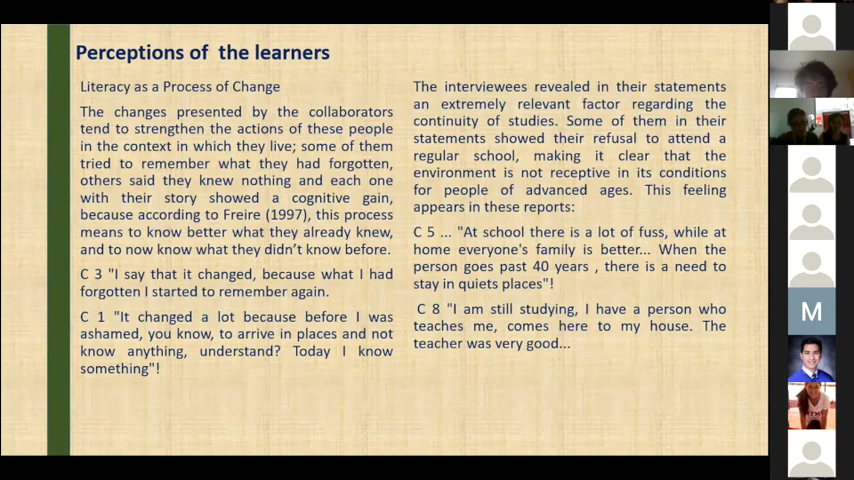 Perceptions of the learners
Literacy as a Process of Change
The changes presented by the collaborators
tend to strengthen the actions of these people
in the context in which they live; some of them
tried to remember what they had forgotten,
others said they knew nothing and each one
with their story showed a cognitive gain,
because according to Freire (1997), this process
means to know better what they already knew,
and to now know what they didn't know before.
C 3 "I say that it changed, because what I had
forgotten I started to remember again.
C 1 "It changed a lot because before I was
ashamed, you know, to arrive in places and not
know anything, understand? Today I know
something"!
The interviewees revealed in their statements
an extremely relevant factor regarding the
continuity of studies. Some of them in their
statements showed their refusal to attend a
regular school, making it clear that the
environment is not receptive in its conditions
for people of advanced ages. This feeling
appears in these reports:
C 5 ... "At school there is a lot of fuss, while at
home everyone's family is better... When the
person goes past 40 years , there is a need to
stay in quiets places"!
C 8 "I am still studying, I have a person who
teaches me, comes here to my house. The
teacher was very good...
M